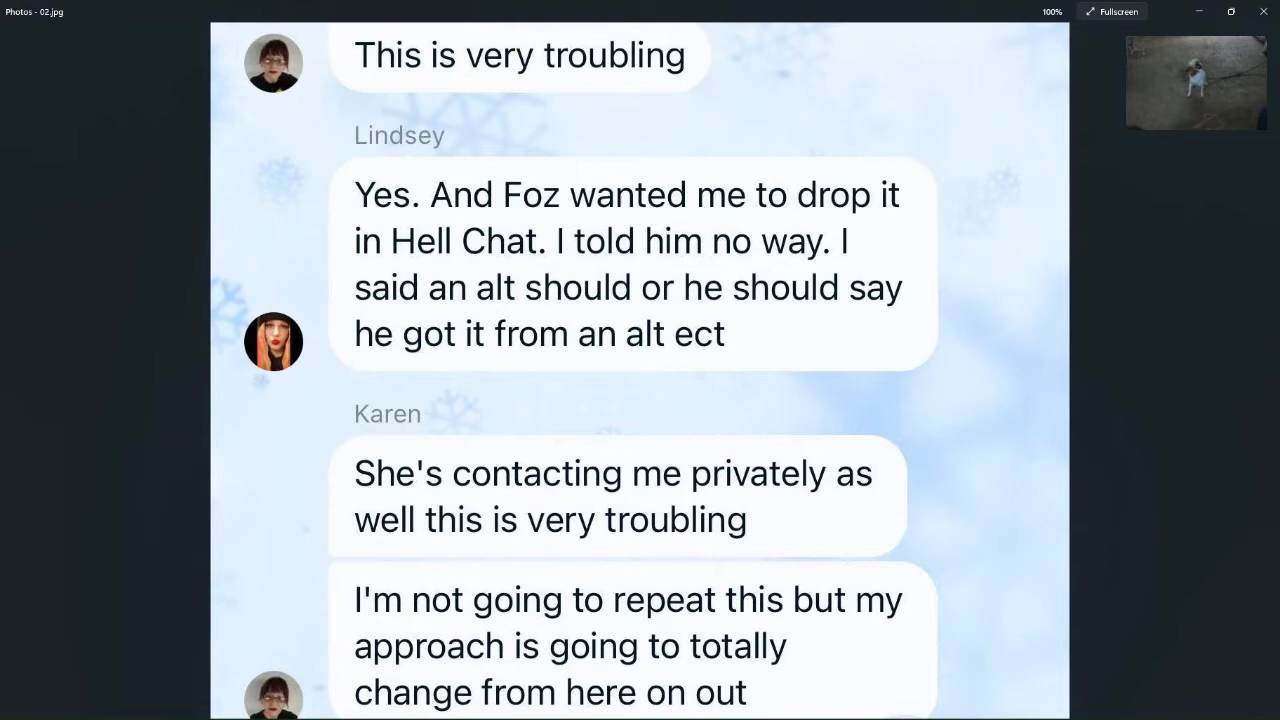 Photos - 02.jpg
100%
Fullscreen
This is very troubling
Lindsey
Yes. And Foz wanted me to drop it
in Hell Chat. I told him no way. I
said an alt should or he should say
he got it from an alt ect
Karen
She's contacting me privately as
well this is very troubling
I'm not going to repeat this but my
approach is going to totally
change from here on out